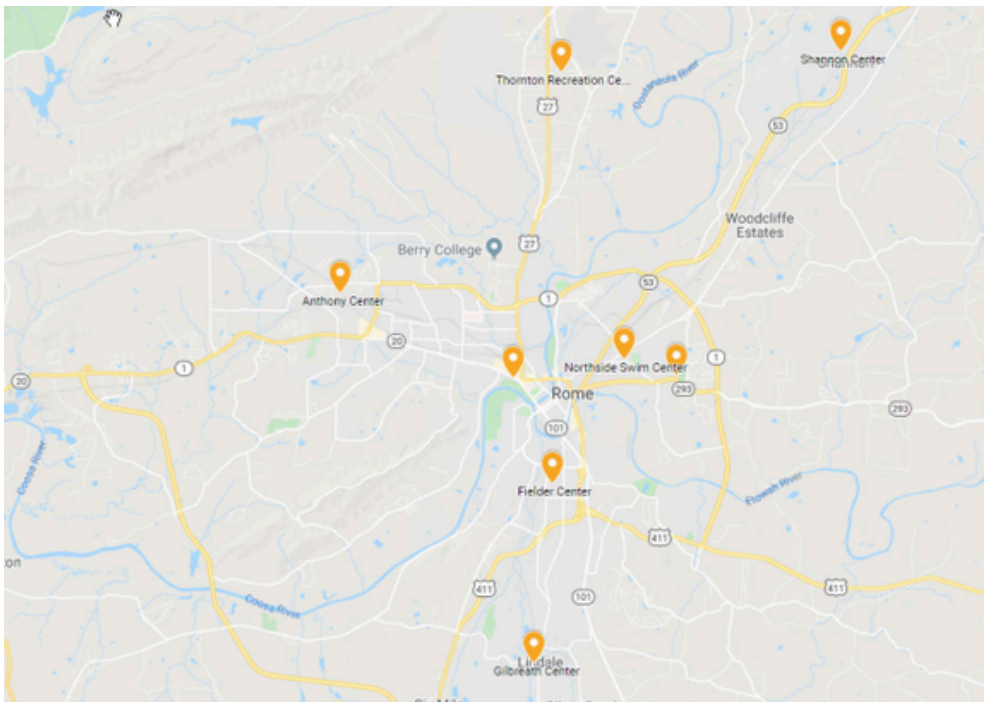 Shannon Center
Shannon
Thornton Recreation Ce...
Oostanaula River
27
53
Woodcliffe
Estates
Berry College
27
53
Anthony Center
1
20
1
1
20
Northside Swim Center
293
Rome
293
101
Coosa River
Fielder Center
Etowah River
411
ton
411
101
411
Coosa River
Lindale
Gilbreath Center